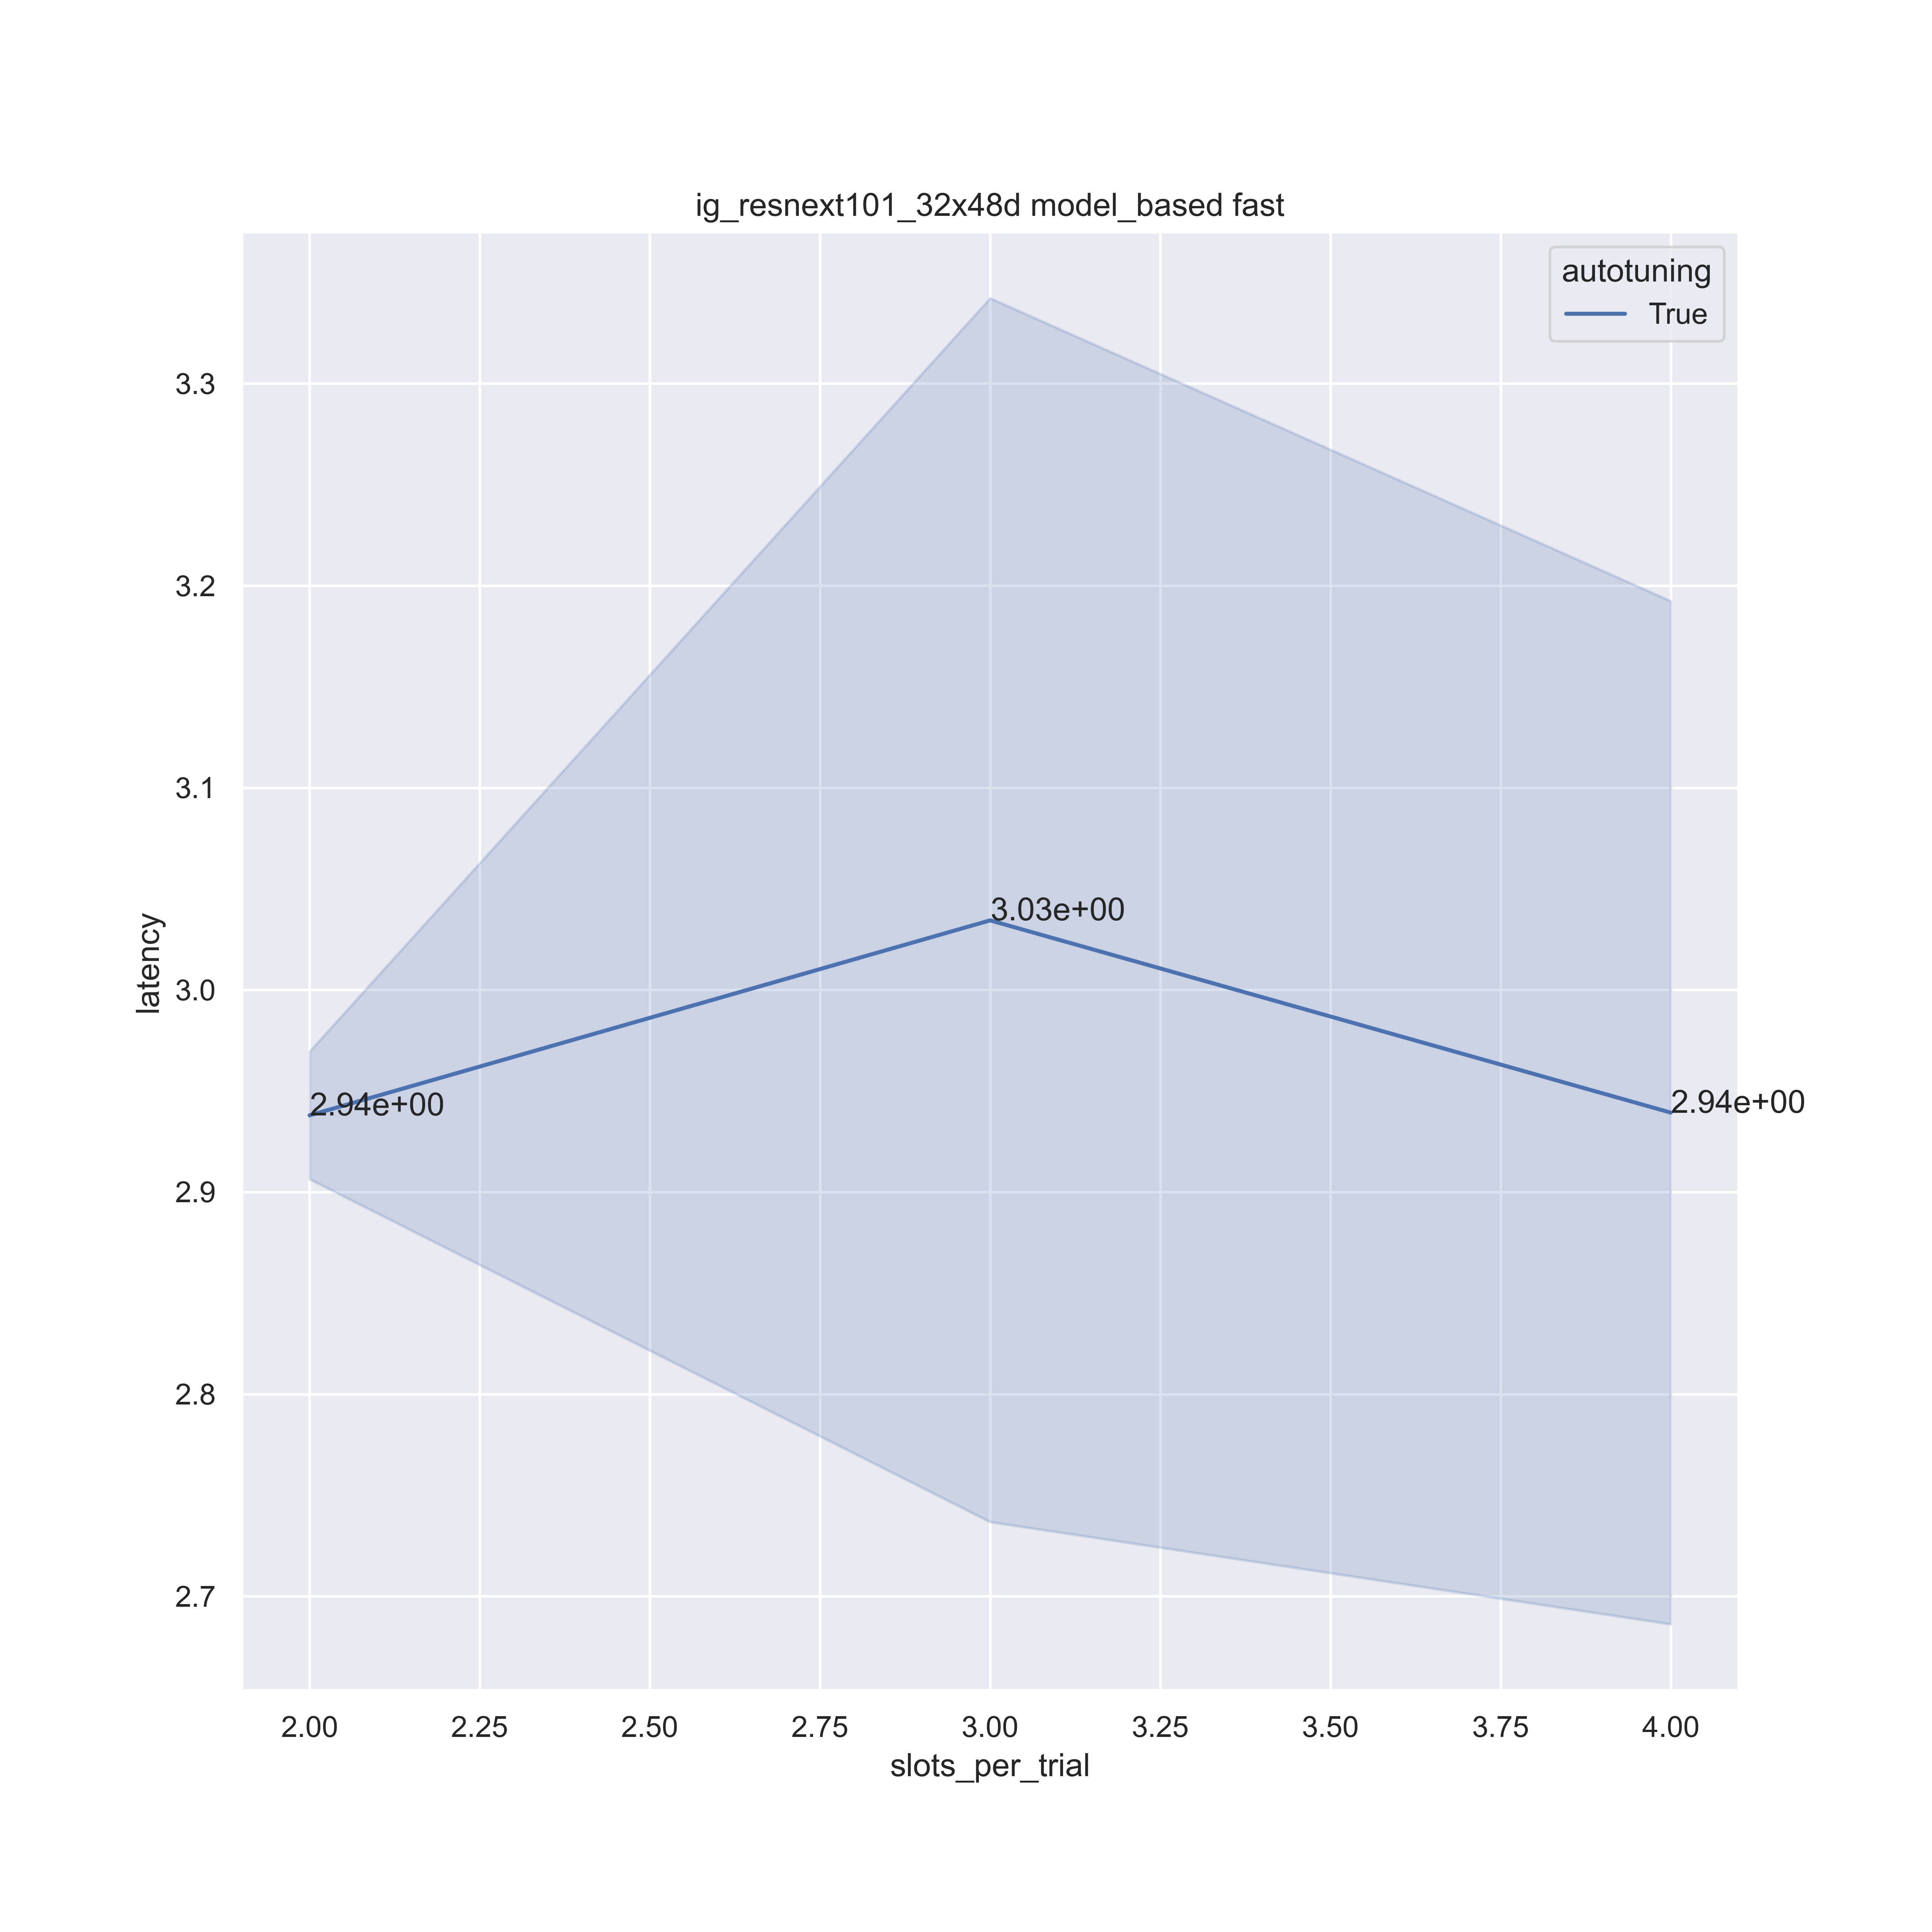 ig_resnext101_32x48d model_based fast
autotuning
True
3.3
3.2
3.1
3.0
2.9
2.8
2.7
latency
3.03e+00
2.94e+00
2.94e+00
2.00 2.25 2.50 2.75 3.00 3.25 3.50 3.75 4.00
slots_per_trial